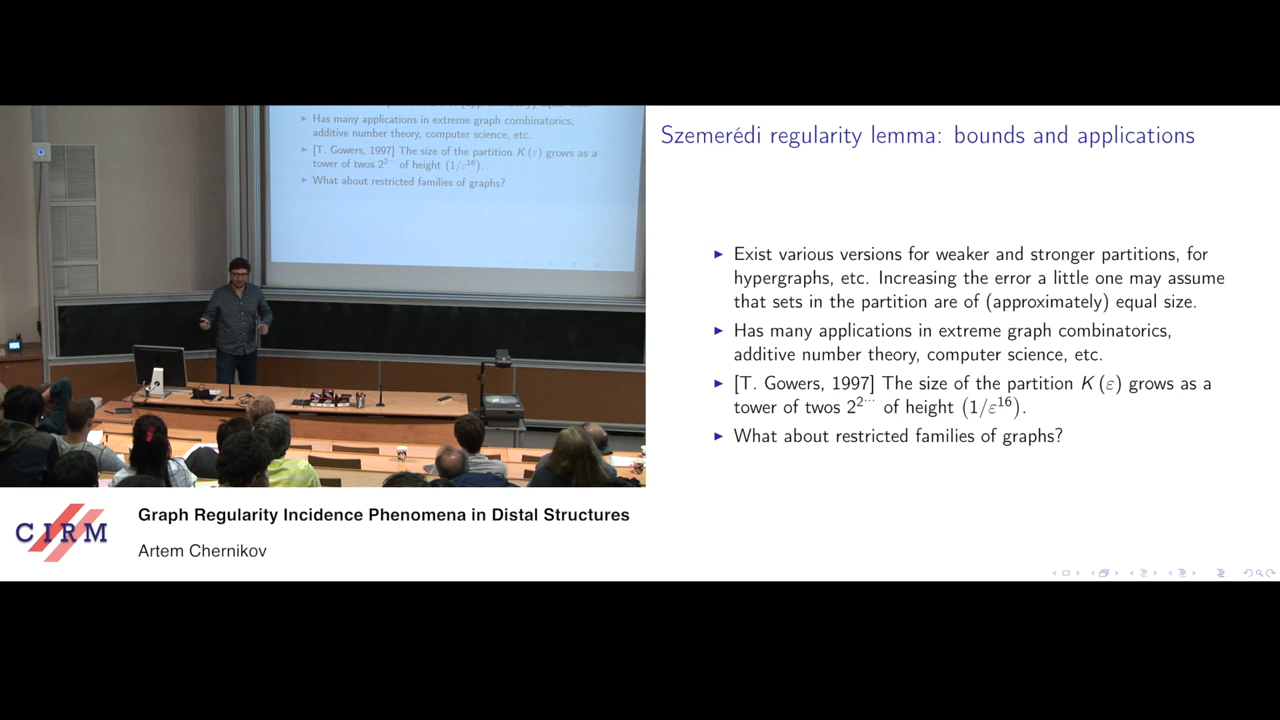 Has many applications in extreme graph combinatorics,
additive number theory, computer science, etc.
[T. Gowers, 1997] The size of the partition K (ε) grows as a
tower of twos 2^2^... of height (1/ε^16).
What about restricted families of graphs?
Szemerédi regularity lemma: bounds and applications
► Exist various versions for weaker and stronger partitions, for
hypergraphs, etc. Increasing the error a little one may assume
that sets in the partition are of (approximately) equal size.
► Has many applications in extreme graph combinatorics,
additive number theory, computer science, etc.
► [T. Gowers, 1997] The size of the partition K (ε) grows as a
tower of twos 2^2^... of height (1/ε^16).
► What about restricted families of graphs?
CIRM
Graph Regularity Incidence Phenomena in Distal Structures
Artem Chernikov